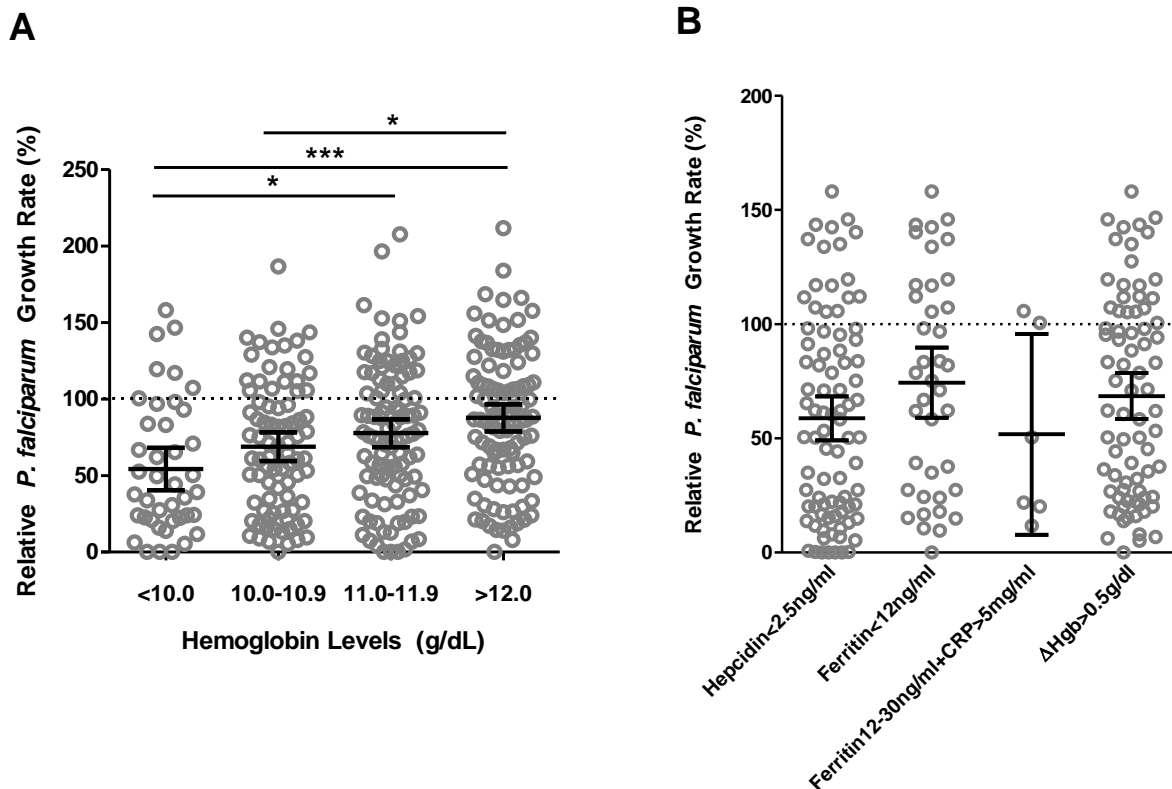 A
Relative P. falciparum Growth Rate (%)
250
200
150
100
50
0
*
***
*
<10.0 10.0-10.9 11.0-11.9 >12.0
Hemoglobin Levels (g/dL)
B
Relative P. falciparum Growth Rate (%)
200
150
100
50
0
Hepcidin<2.5ng/ml
Ferritin<12ng/ml
Ferritin12-30ng/ml+CRP>5mg/ml
ΔHgb>0.5g/dl